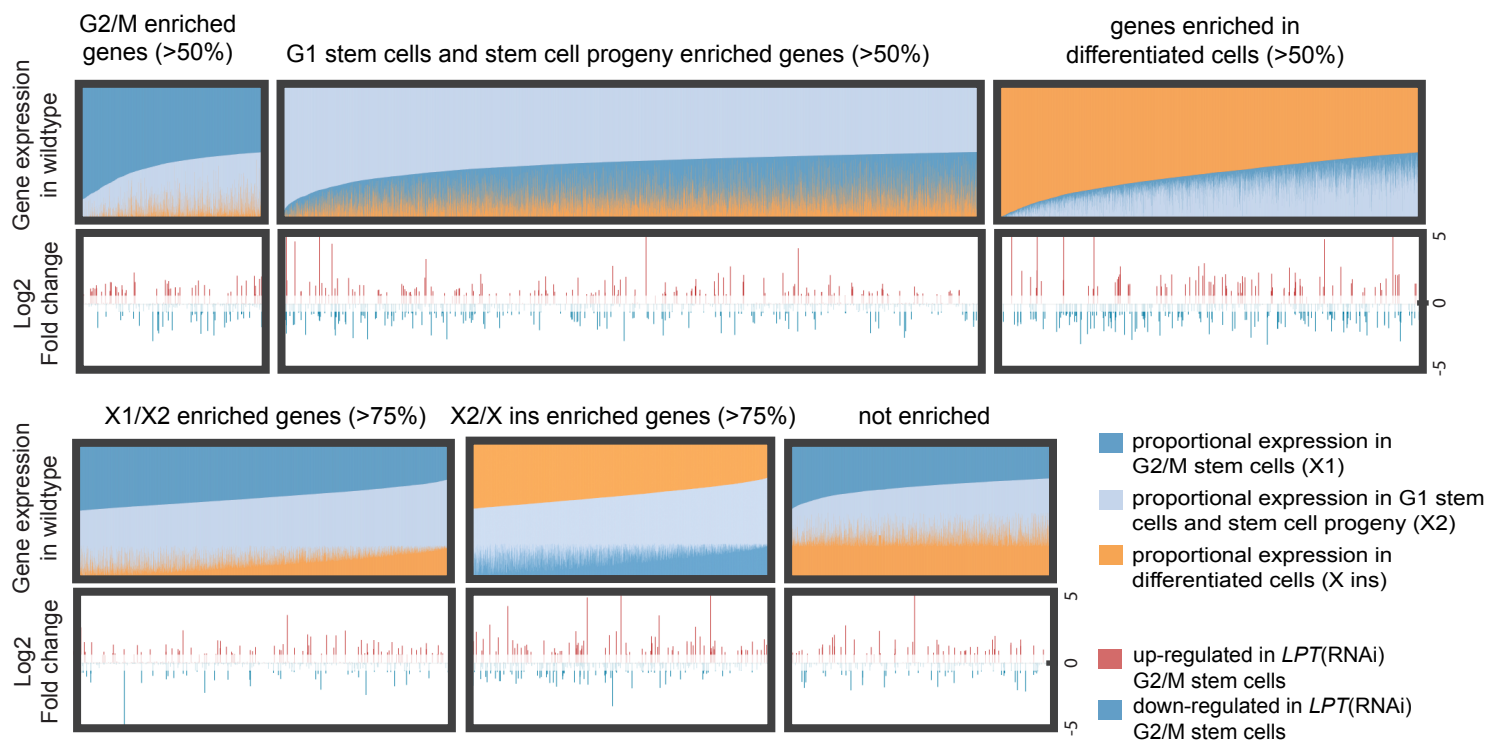 G2/M enriched
genes (>50%)
G1 stem cells and stem cell progeny enriched genes (>50%)
genes enriched in
differentiated cells (>50%)
Gene expression
in wildtype
Log2
Fold change
5
0
-5
X1/X2 enriched genes (>75%)
X2/X ins enriched genes (>75%)
not enriched
Gene expression
in wildtype
Log2
Fold change
5
0
-5
proportional expression in
G2/M stem cells (X1)
proportional expression in G1 stem
cells and stem cell progeny (X2)
proportional expression in
differentiated cells (X ins)
up-regulated in LPT(RNAi)
G2/M stem cells
down-regulated in LPT(RNAi)
G2/M stem cells